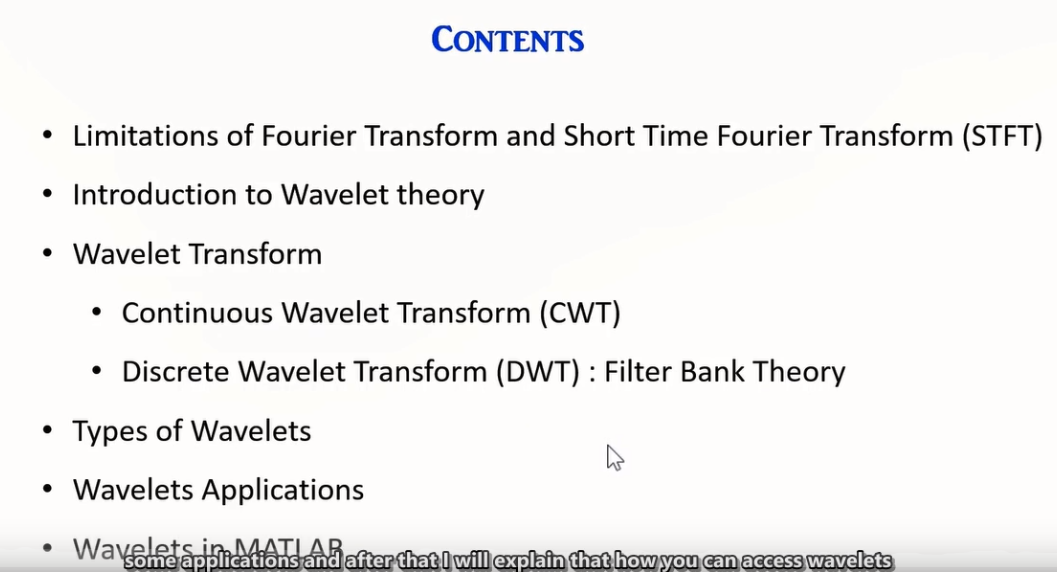 CONTENTS
• Limitations of Fourier Transform and Short Time Fourier Transform (STFT)
• Introduction to Wavelet theory
• Wavelet Transform
• Continuous Wavelet Transform (CWT)
• Discrete Wavelet Transform (DWT) : Filter Bank Theory
• Types of Wavelets
• Wavelets Applications
• Wavelets in MATLAB
some applications and after that I will explain that how you can access wavelets